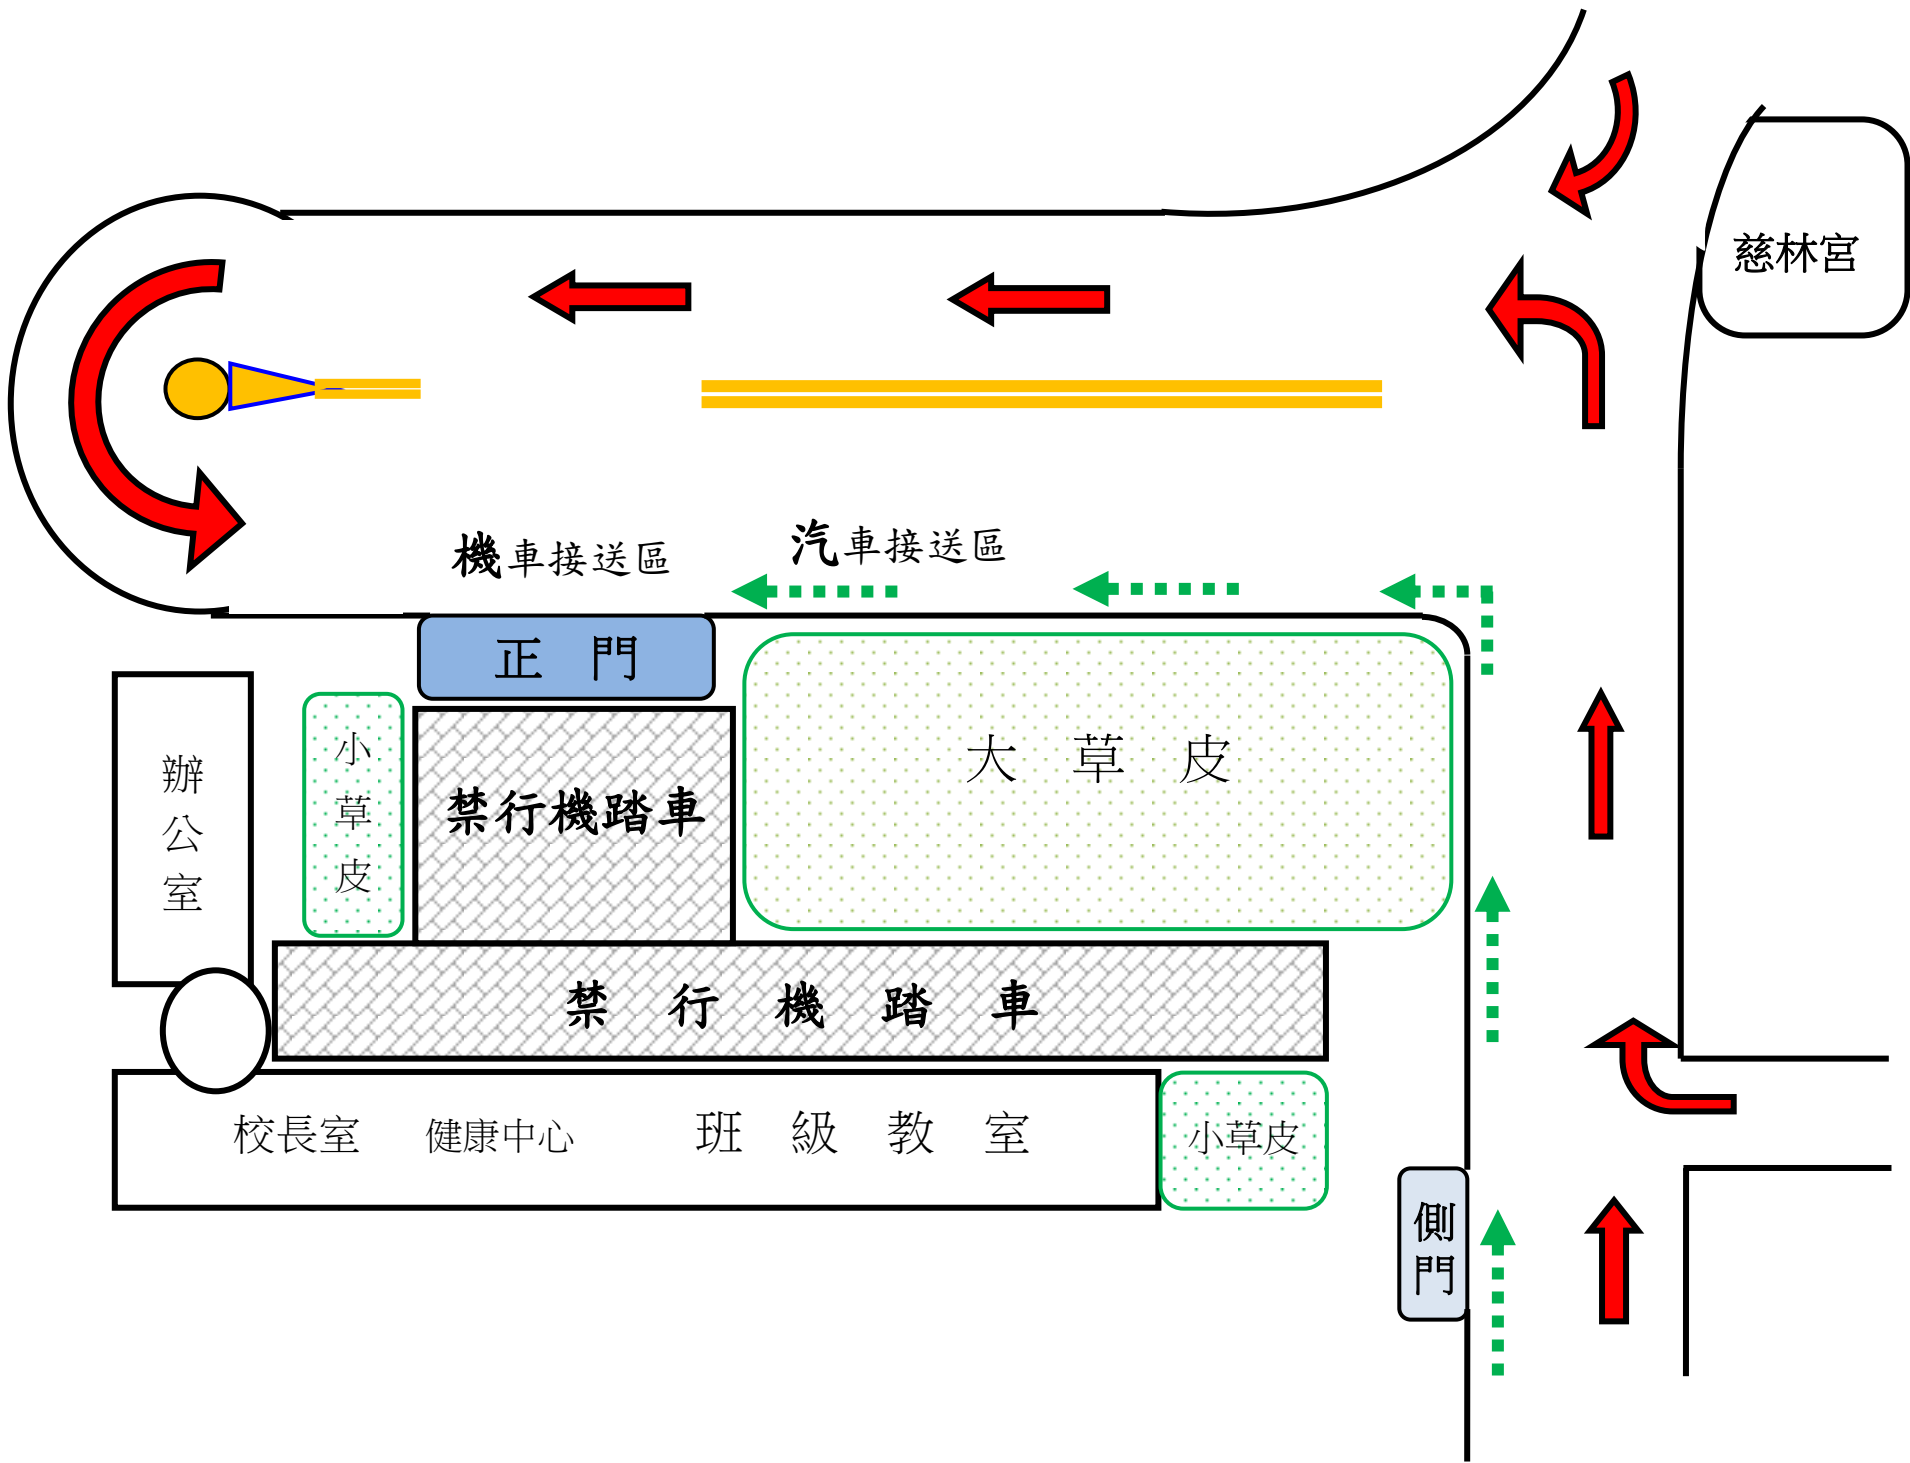 慈林宮
機車接送區
汽車接送區
正門
辦公室
小草皮
禁行機踏車
大草皮
禁行機踏車
校長室
健康中心
班級教室
小草皮
側門